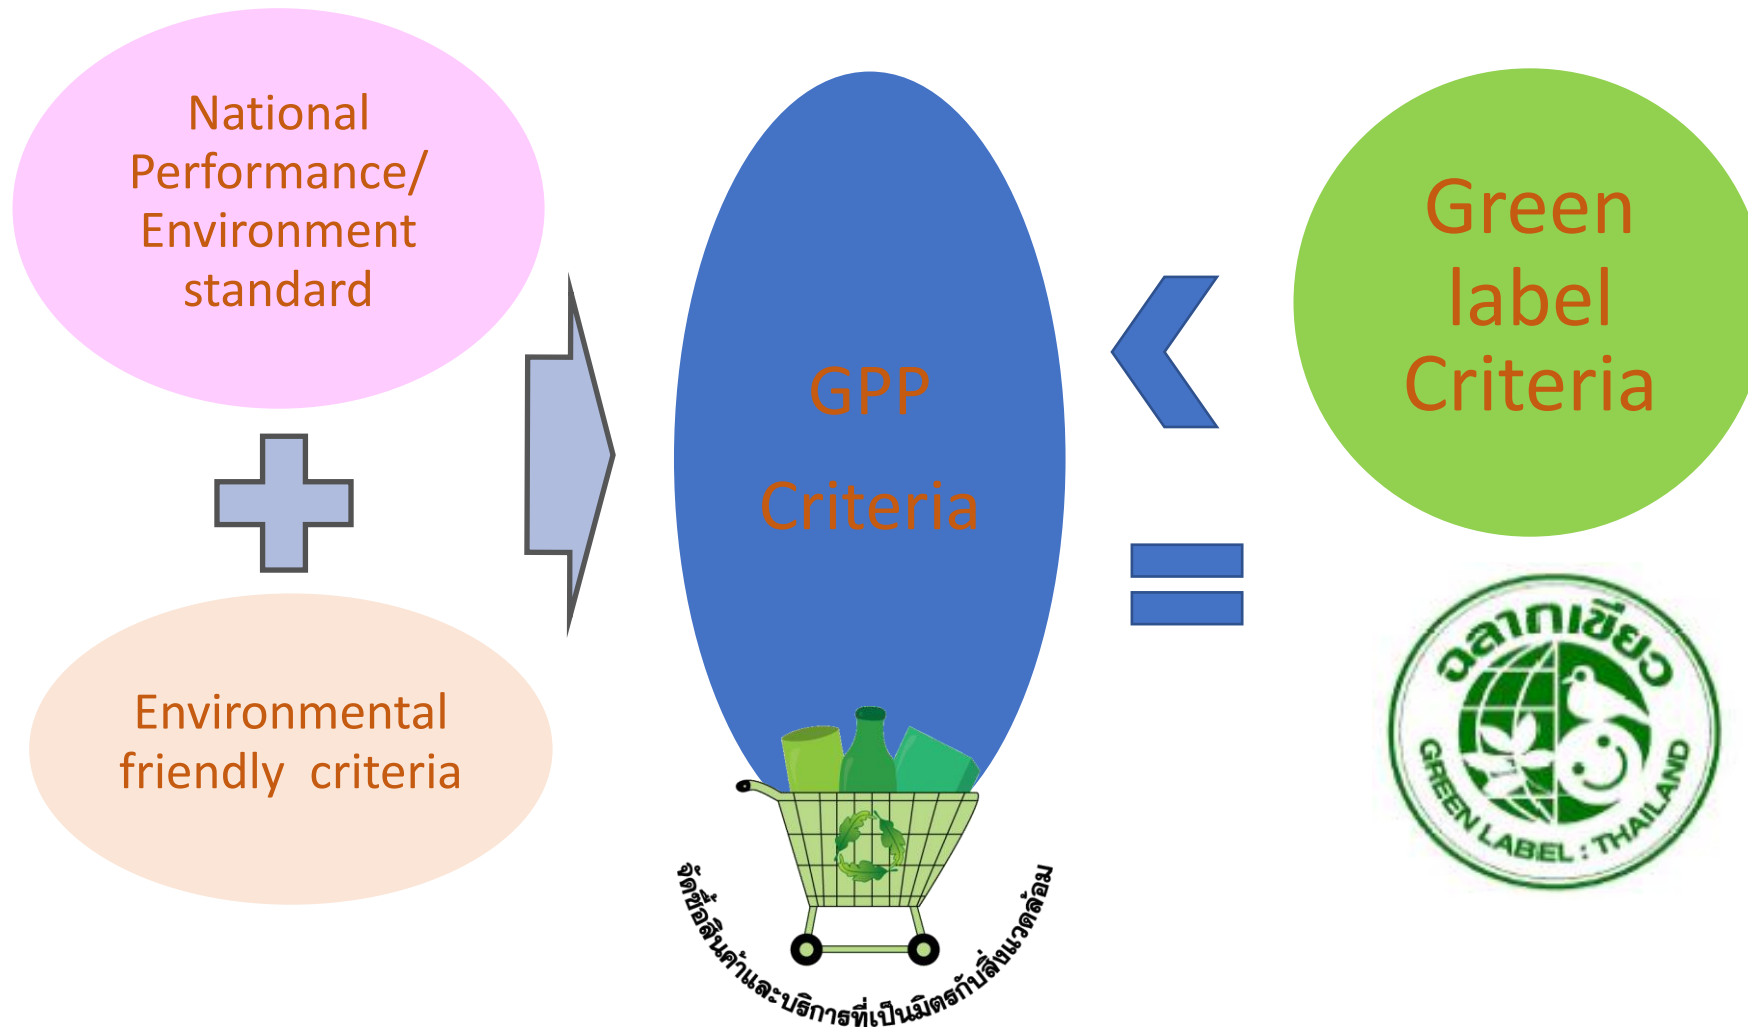 National
Performance/
Environment
standard
Environmental
friendly criteria
GPP
Criteria
จัดซื้อสินค้าและบริการที่เป็นมิตรกับสิ่งแวดล้อม
Green
label
Criteria
ฉลากเขียว
GREEN LABEL : THAILAND